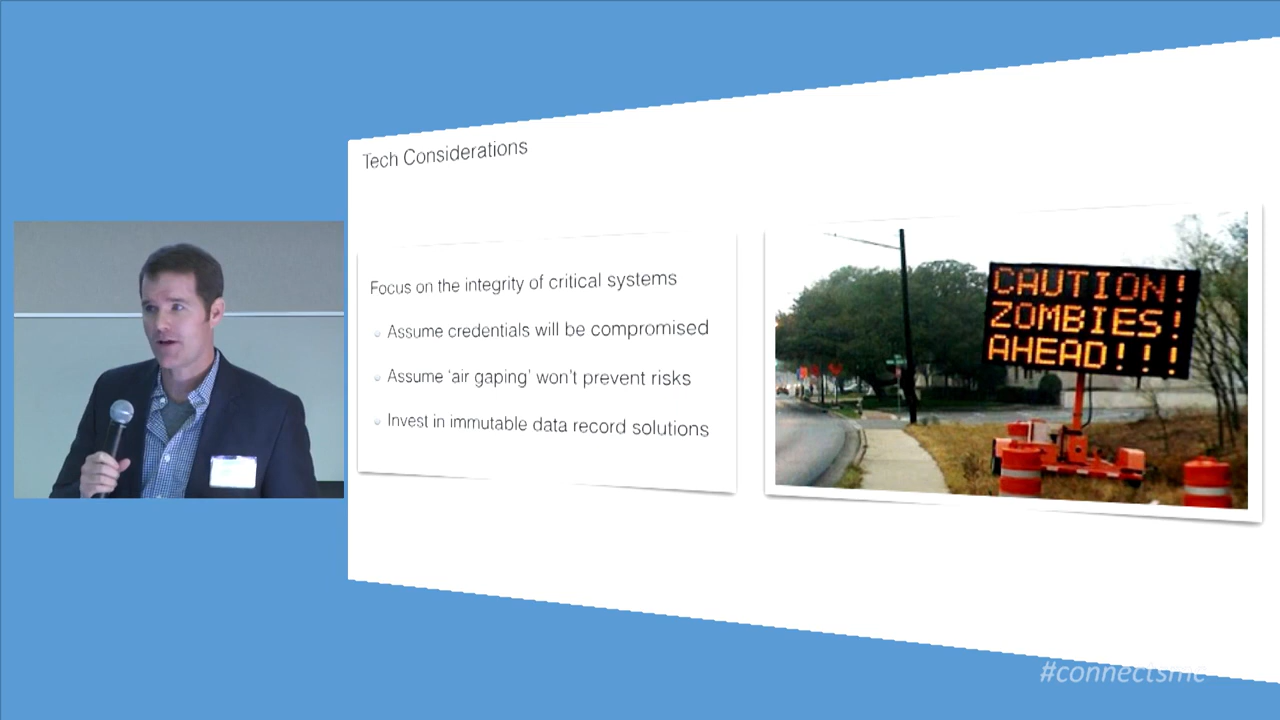 Tech Considerations
Focus on the integrity of critical systems
Assume credentials will be compromised
Assume ‘air gaping’ won’t prevent risks
Invest in immutable data record solutions
CAUTION!
ZOMBIES!
AHEAD!!!
#connectsmc